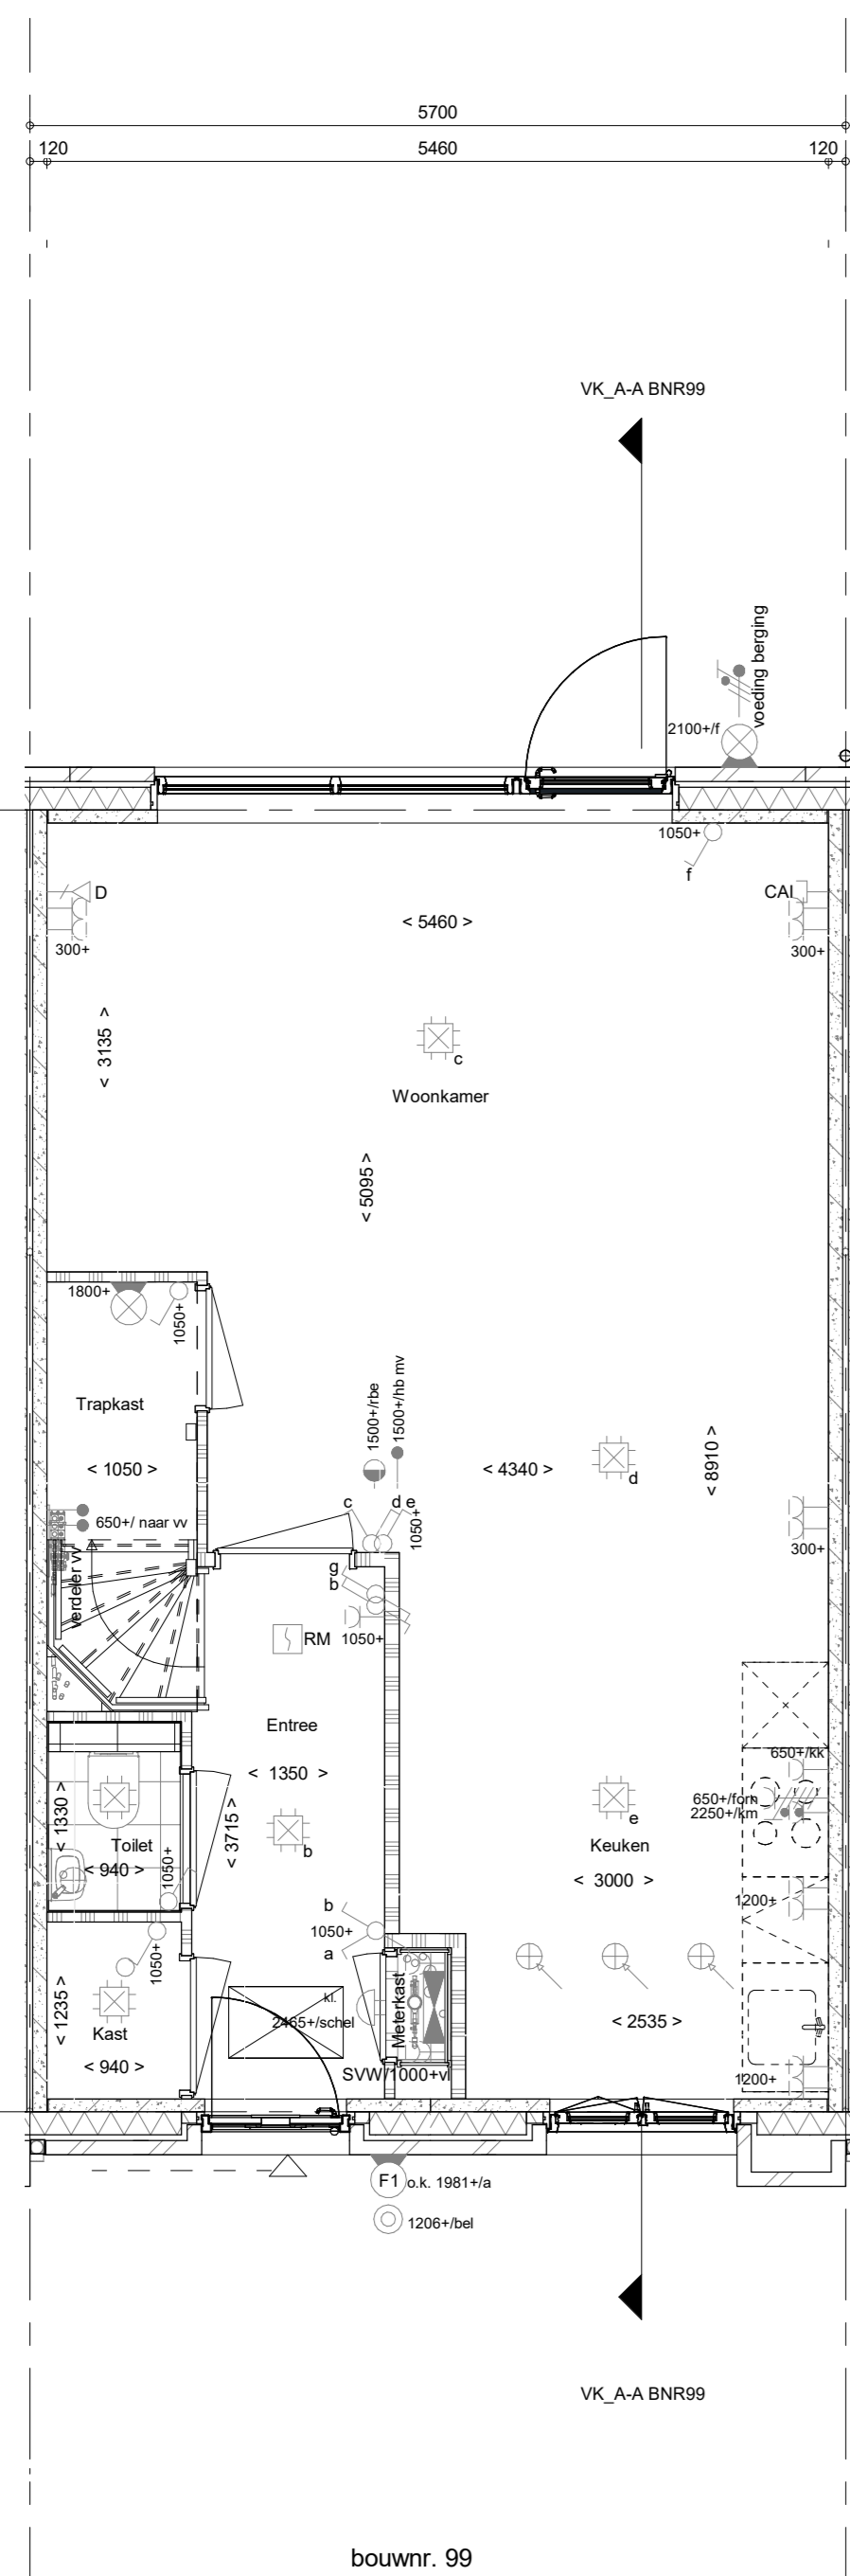 5700
120 5460 120
VK_A-A BNR99
voeding berging
2100+/f
1050+
f
D
CAI
300+
300+
< 5460 >
< 3135 >
c
Woonkamer
< 5095 >
1800+
1050+
Trapkast
< 1050 >
1500+/rbe
1500+/hb mv
< 4340 >
d
< 8910 >
c
d e
1050+
650+/ naar vv
verdeler vv
300+
g
b
1050+
RM
Entree
< 1350 >
650+/kk
650+/forn
2250+/km
< 1330 >
Toilet
< 940 >
1050+
< 3715 >
b
e
Keuken
< 3000 >
1200+
b
1050+
a
1050+
< 1235 >
Kast
< 940 >
kl.
2465+/schel
Meterkast
SVW/1000+vl
< 2535 >
1200+
F1
o.k. 1981+/a
1206+/bel
VK_A-A BNR99
bouwnr. 99